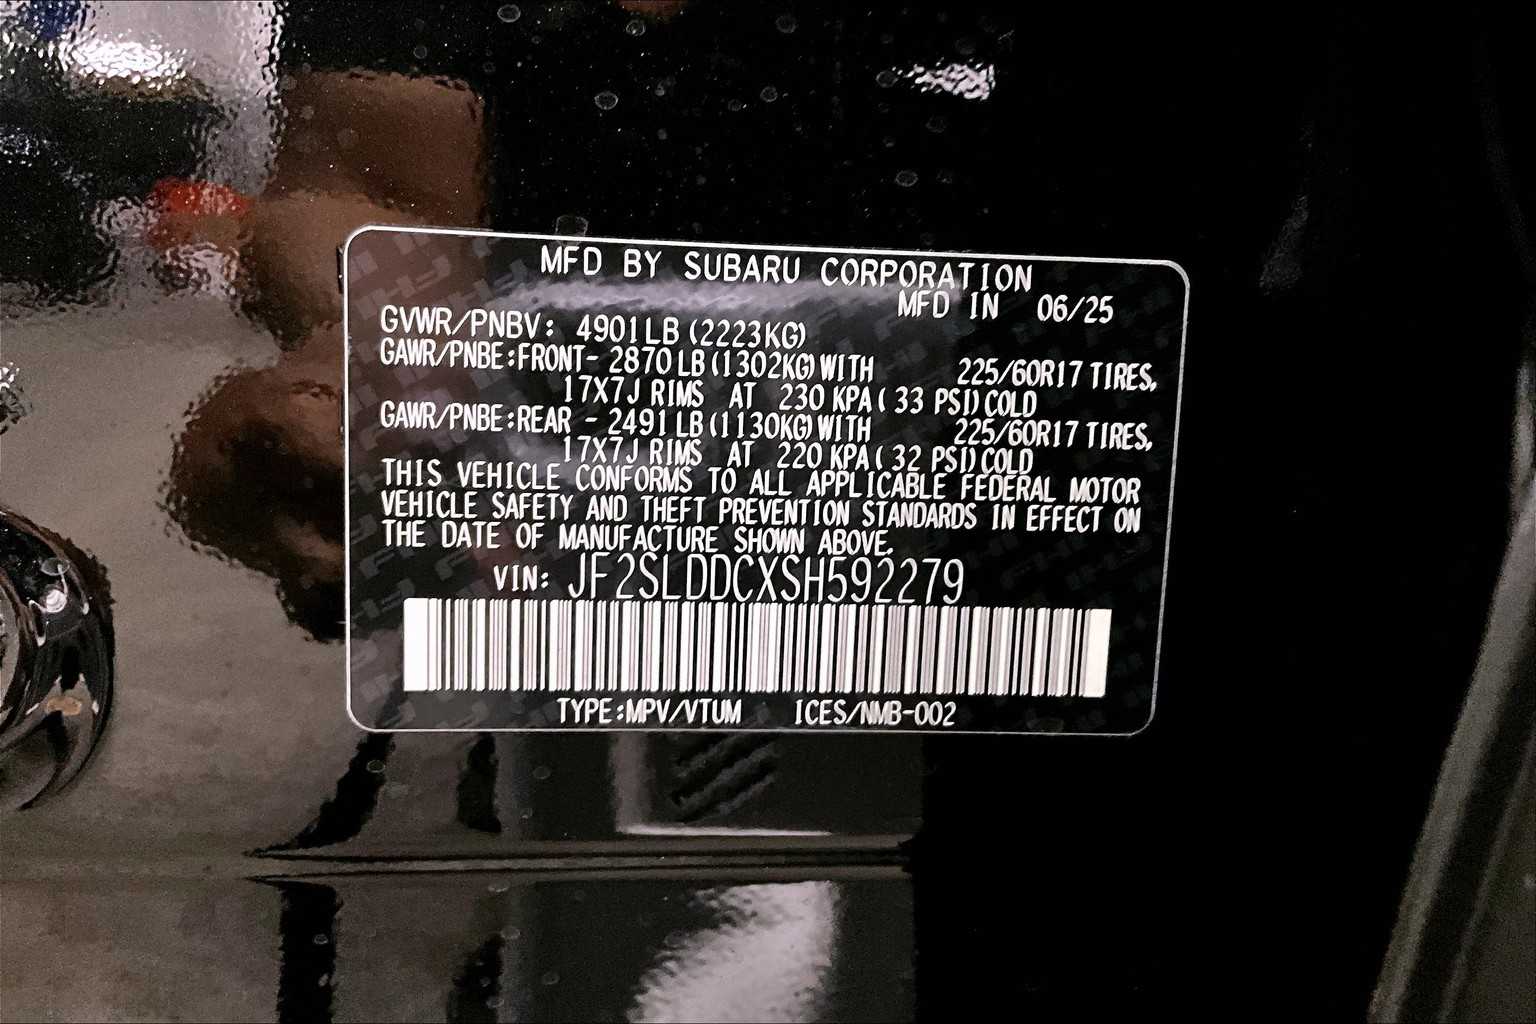 MFD BY SUBARU CORPORATION
MFD IN 06/25
GVWR/PNBV: 4901LB (2223KG)
GAWR/PNBE:FRONT- 2870 LB(1302KG)WITH 225/60R17 TIRES,
17X7J RIMS AT 230 KPA( 33 PSI)COLD
GAWR/PNBE:REAR - 2491 LB(1130KG)WITH 225/60R17 TIRES,
17X7J RIMS AT 220 KPA( 32 PSI)COLD
THIS VEHICLE CONFORMS TO ALL APPLICABLE FEDERAL MOTOR
VEHICLE SAFETY AND THEFT PREVENTION STANDARDS IN EFFECT ON
THE DATE OF MANUFACTURE SHOWN ABOVE.
VIN: JF2SLDDCXSH592279
TYPE:MPV/VTUM ICES/NMB-002